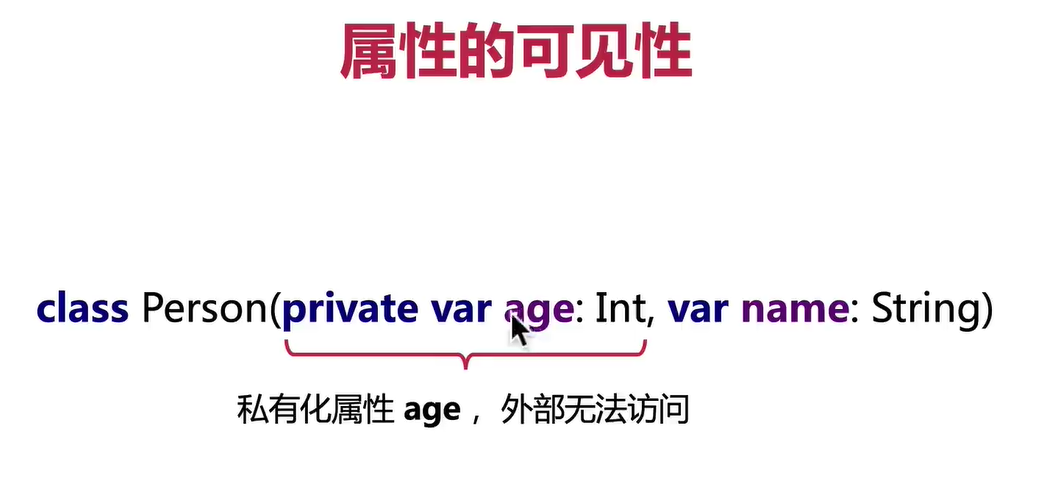 属性的可见性
class Person(private var age: Int, var name: String)
私有化属性 age ，外部无法访问